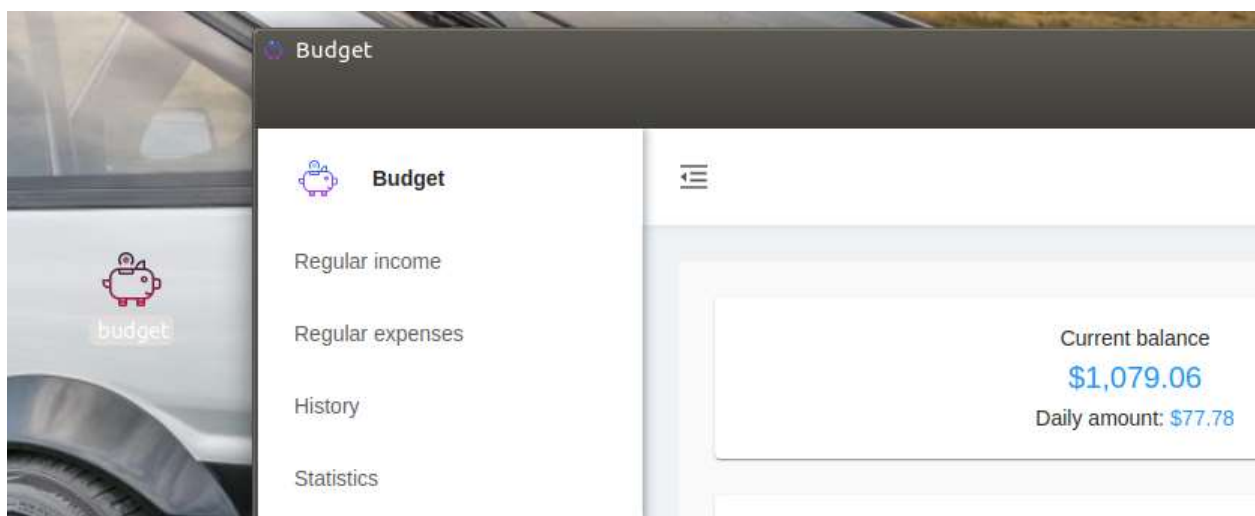 Budget
Budget
Regular income
Regular expenses
History
Statistics
budget
Current balance
$1,079.06
Daily amount: $77.78